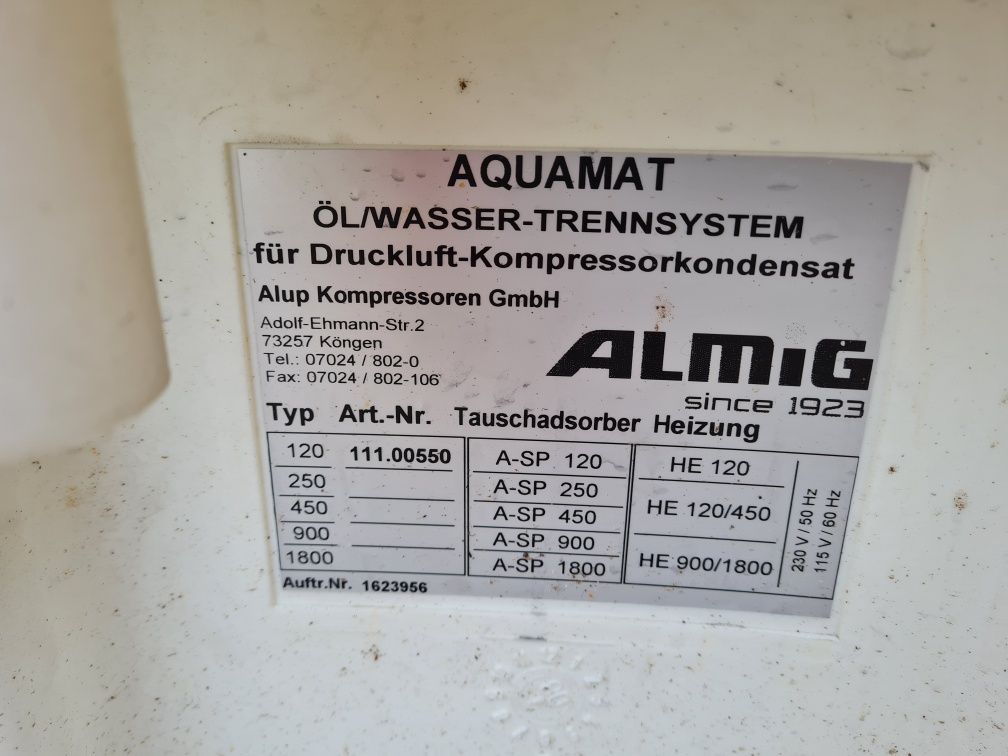 AQUAMAT
ÖL/WASSER-TRENNSYSTEM
für Druckluft-Kompressorkondensat
Alup Kompressoren GmbH
Adolf-Ehmann-Str.2
73257 Köngen
Tel.: 07024 / 802-0
Fax: 07024 / 802-106
ALMiG
since 1923
Typ Art.-Nr. Tauschadsorber Heizung
120 111.00550 A-SP 120 HE 120
250 A-SP 250
450 A-SP 450 HE 120/450
900 A-SP 900
1800 A-SP 1800 HE 900/1800
230 V / 50 Hz
115 V / 60 Hz
Auftr.Nr. 1623956